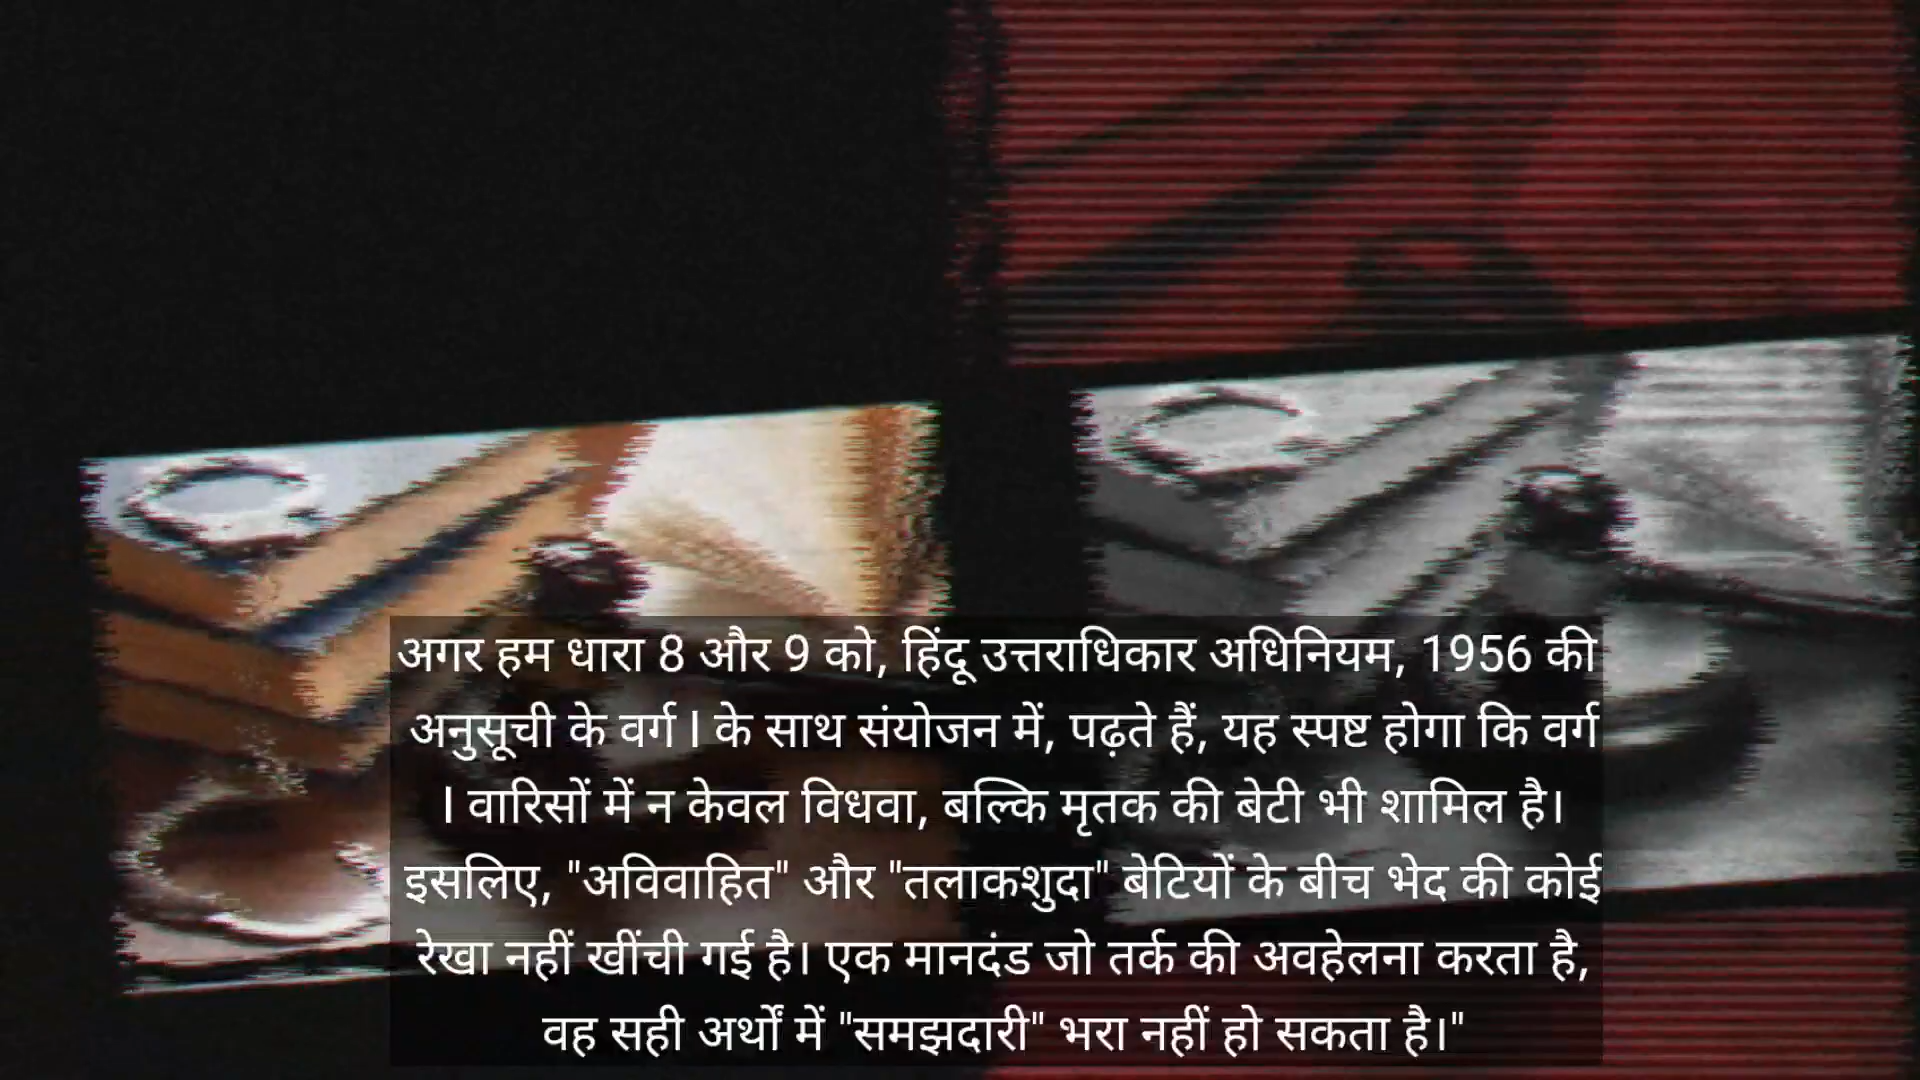 अगर हम धारा 8 और 9 को, हिंदू उत्तराधिकार अधिनियम, 1956 की
अनुसूची के वर्ग I के साथ संयोजन में, पढ़ते हैं, यह स्पष्ट होगा कि वर्ग
I वारिसों में न केवल विधवा, बल्कि मृतक की बेटी भी शामिल है।
इसलिए, "अविवाहित" और "तलाकशुदा" बेटियों के बीच भेद की कोई
रेखा नहीं खींची गई है। एक मानदंड जो तर्क की अवहेलना करता है,
वह सही अर्थों में "समझदारी" भरा नहीं हो सकता है।"